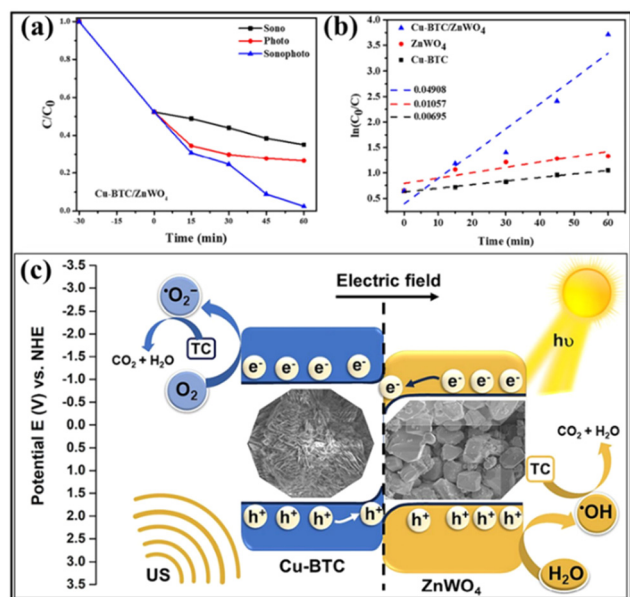 (a)
Sono
Photo
Sonophoto
C/C0
1.0
0.8
0.6
0.4
0.2
0.0
Cu-BTC/ZnWO4
-30 -15 0 15 30 45 60
Time (min)
(b)
Cu-BTC/ZnWO4
ZnWO4
Cu-BTC
0.04908
0.01057
0.00695
ln(C0/C)
4.0
3.5
3.0
2.5
2.0
1.5
1.0
0.5
0.0
0 15 30 45 60
Time (min)
(c)
Potential E (V) vs. NHE
-3.5
-3.0
-2.5
-2.0
-1.5
-1.0
-0.5
0.0
0.5
1.0
1.5
2.0
2.5
3.0
3.5
Electric field
hυ
•O2−
TC
CO2 + H2O
O2
e- e- e- e-
e- e- e- e-
CO2 + H2O
TC
•OH
H2O
h+ h+ h+ h+
h+ h+ h+ h+
US
Cu-BTC
ZnWO4